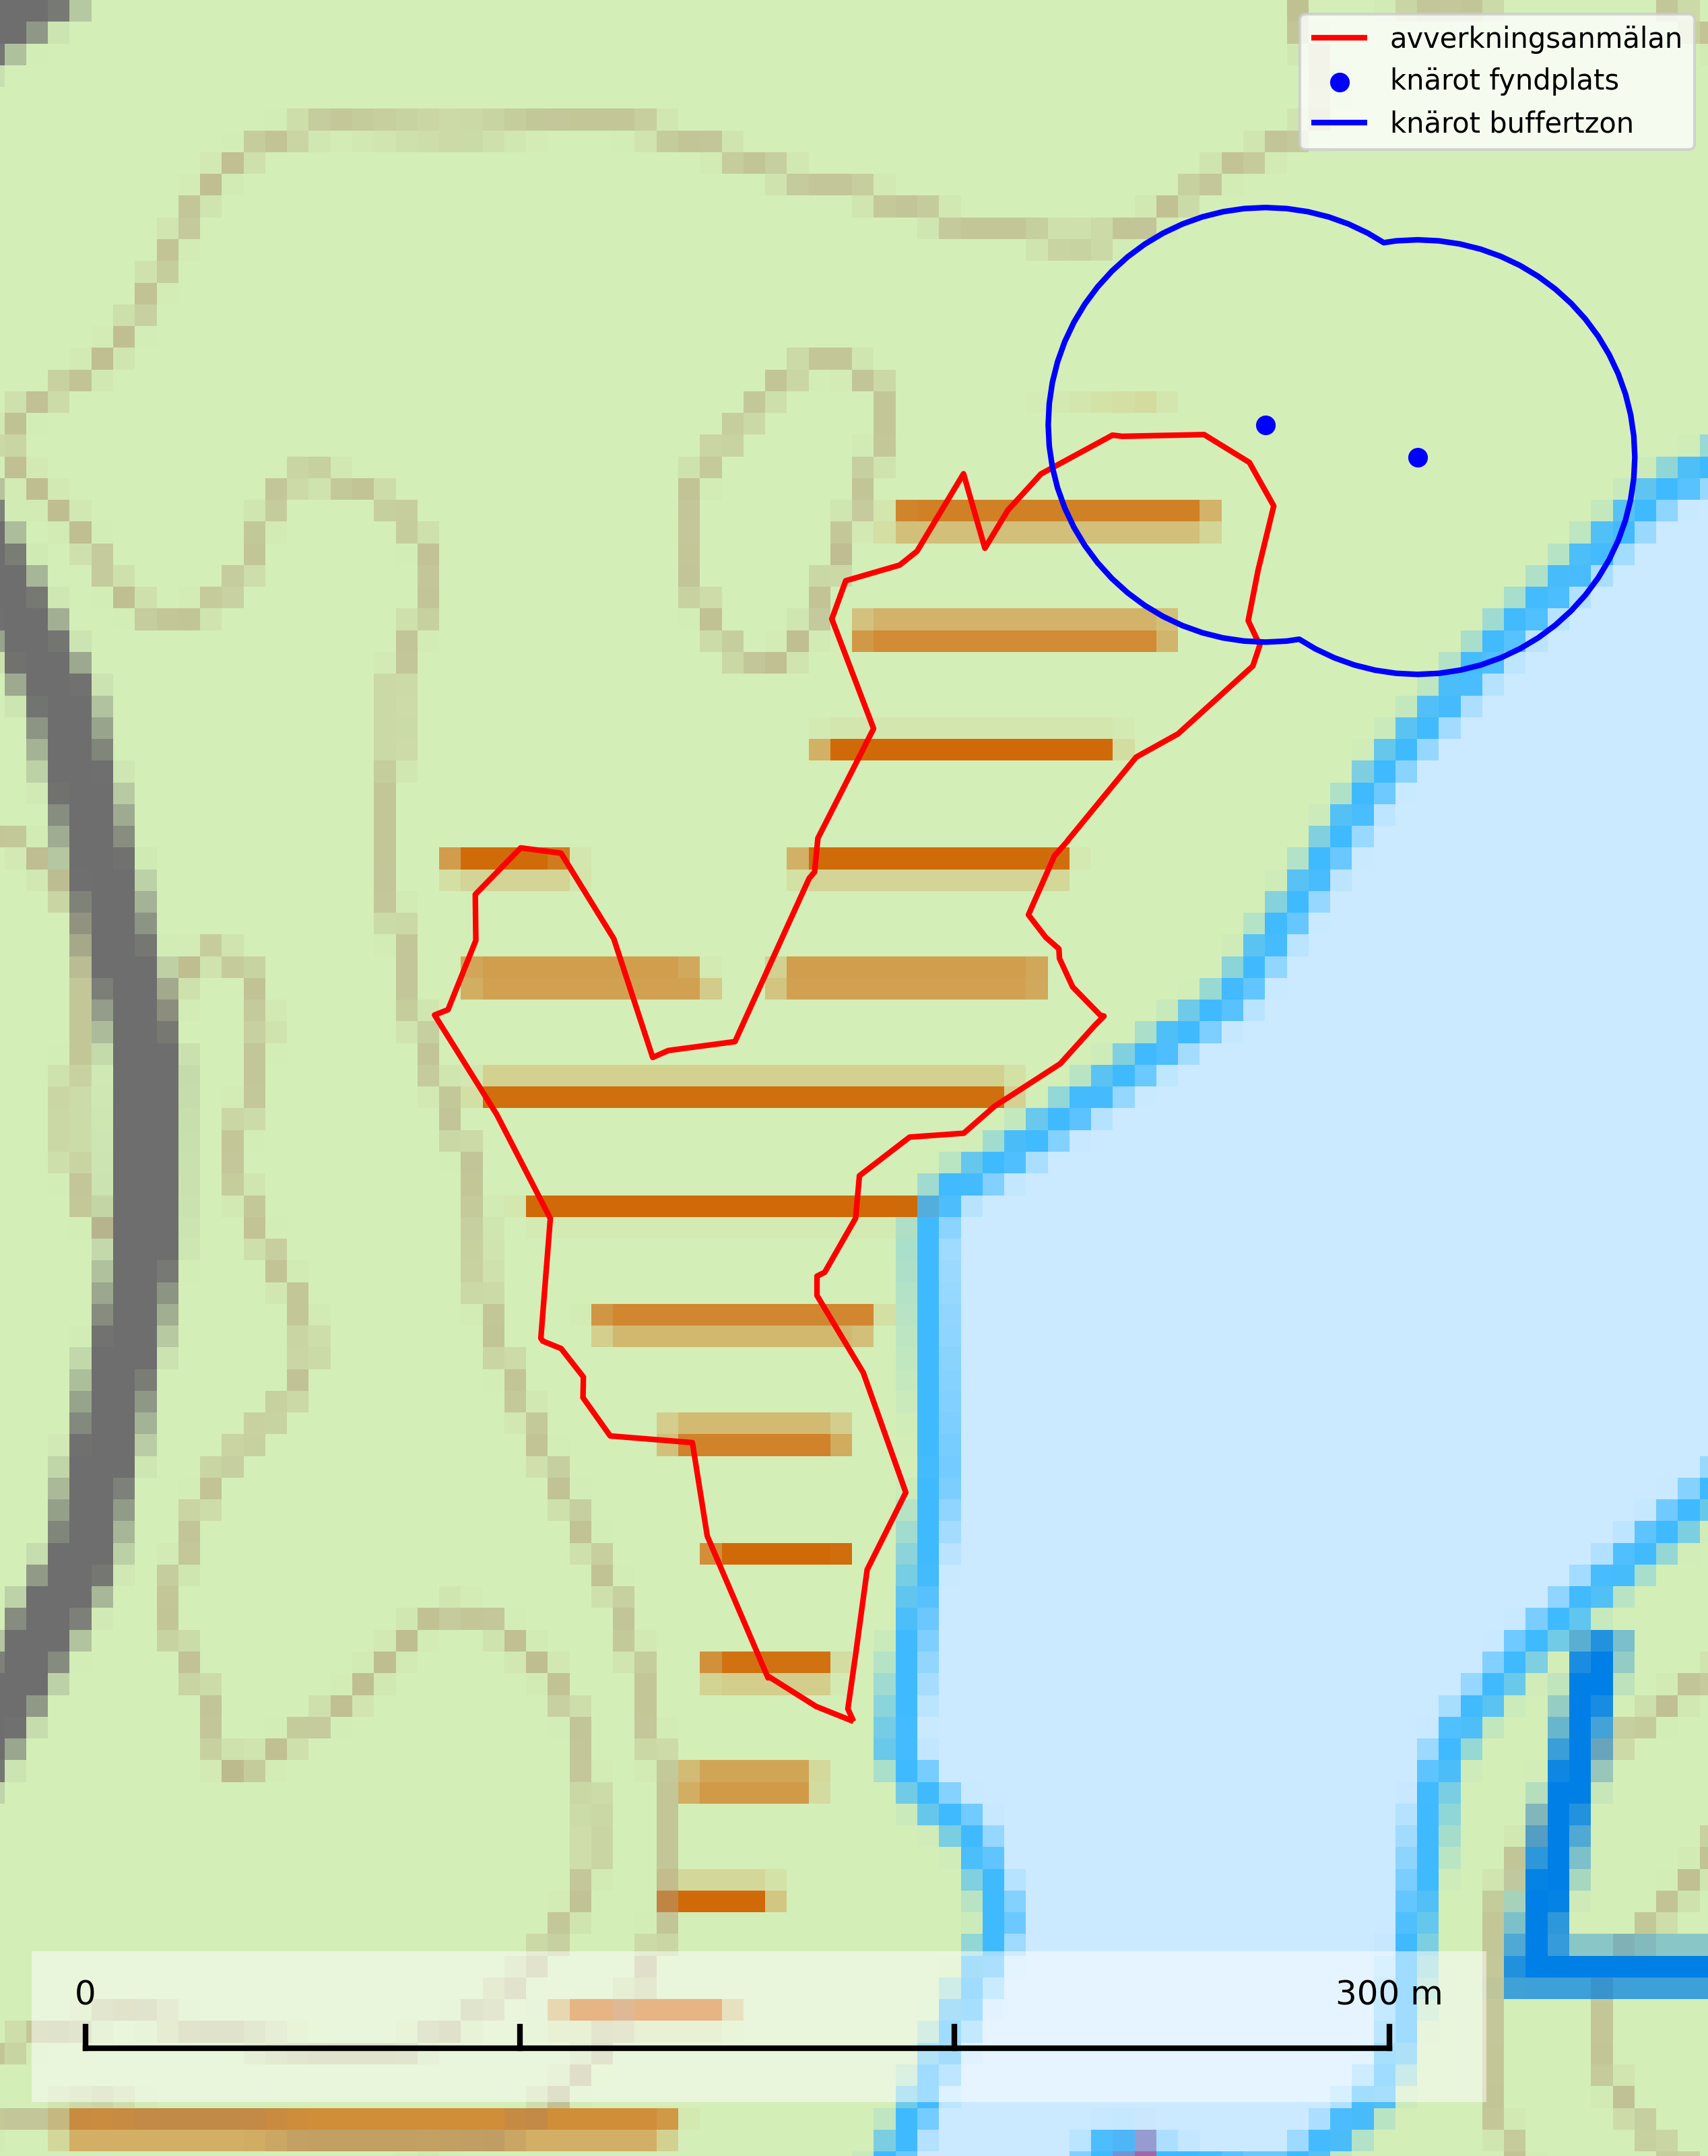 avverkningsanmälan
knärot fyndplats
knärot buffertzon
0
300 m